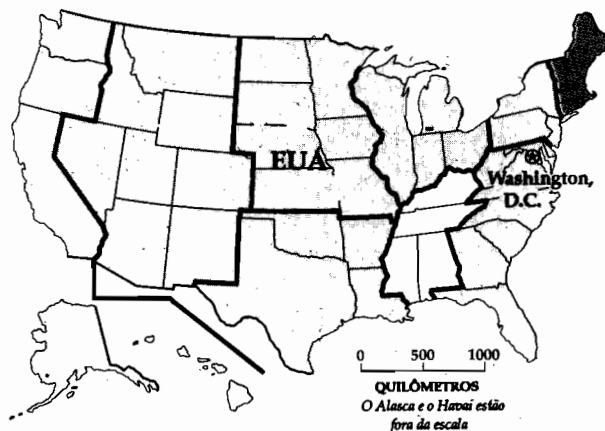 EUA
Washington,
D.C.
0 500 1000
QUILÔMETROS
O Alasca e o Havaí estão
fora da escala